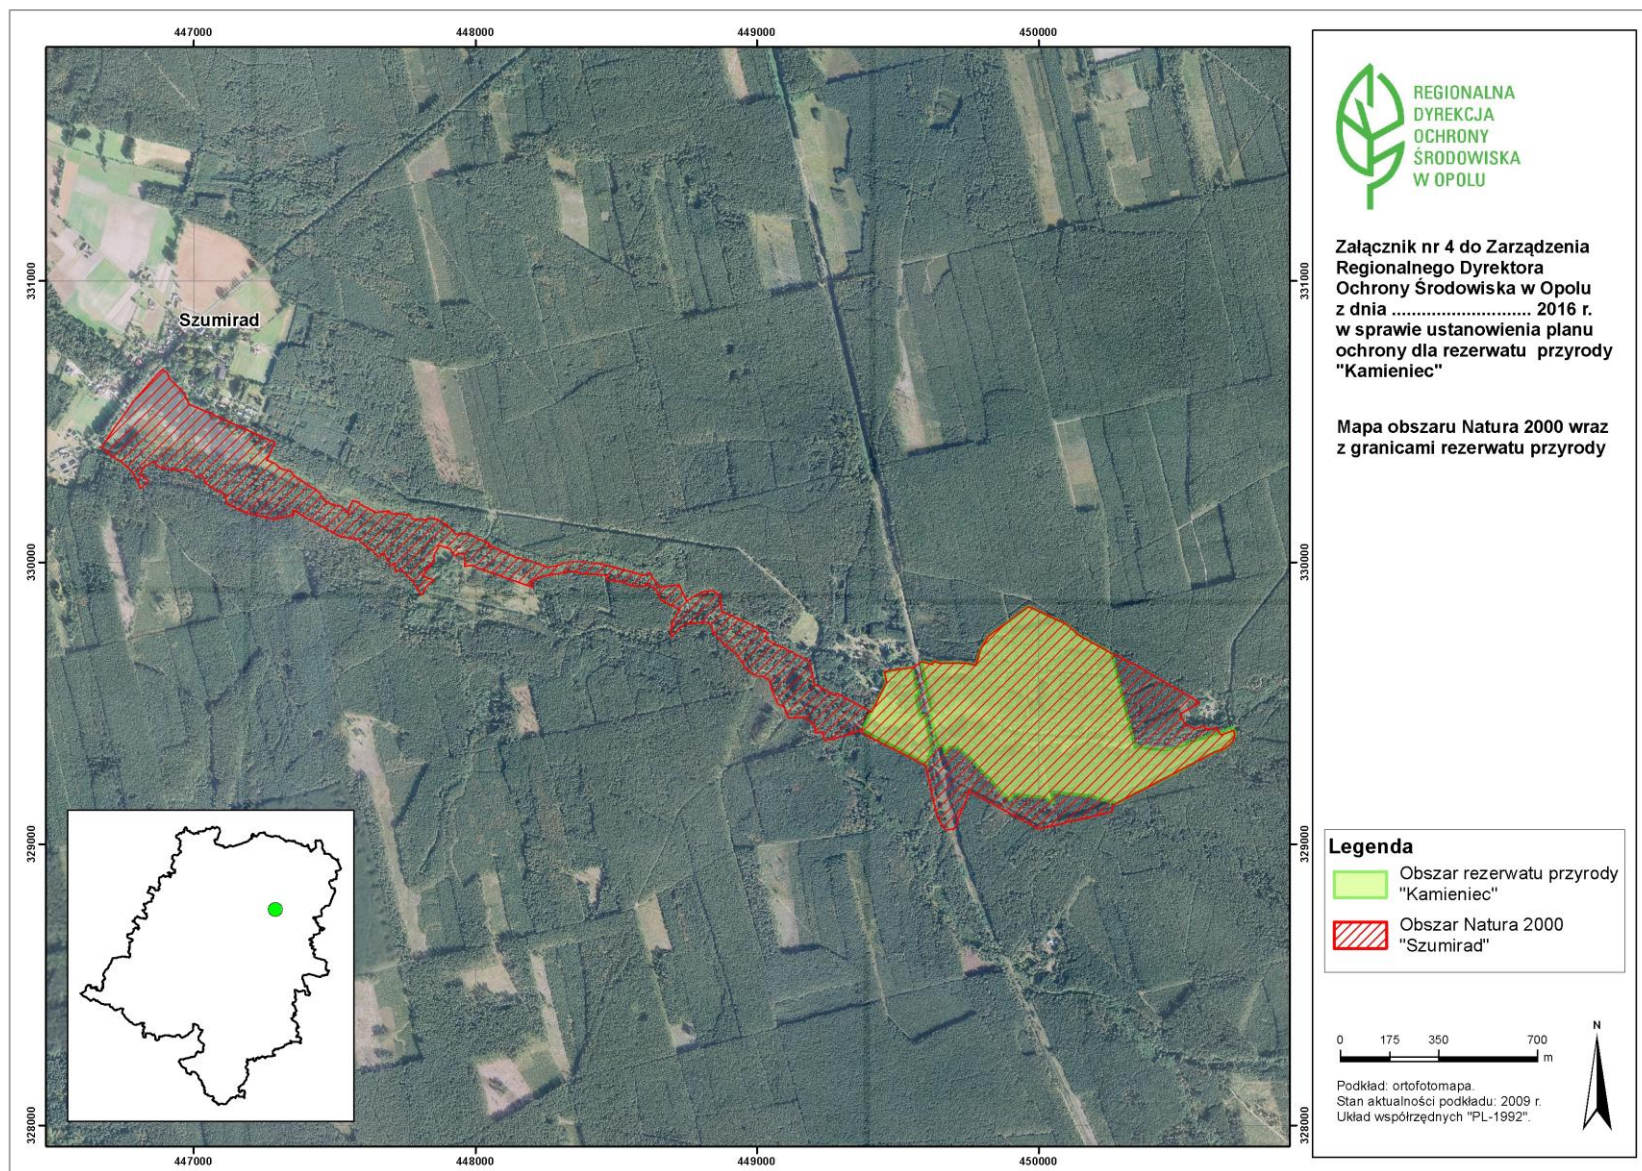 447000
448000
449000
450000
331000
330000
329000
328000
Szumirad
331000
330000
329000
328000
447000
448000
449000
450000
REGIONALNA
DYREKCJA
OCHRONY
ŚRODOWISKA
W OPOLU
Załącznik nr 4 do Zarządzenia
Regionalnego Dyrektora
Ochrony Środowiska w Opolu
z dnia ............................ 2016 r.
w sprawie ustanowienia planu
ochrony dla rezerwatu przyrody
"Kamieniec"
Mapa obszaru Natura 2000 wraz
z granicami rezerwatu przyrody
Legenda
Obszar rezerwatu przyrody
"Kamieniec"
Obszar Natura 2000
"Szumirad"
0 175 350 700
m
N
Podkład: ortofotomapa.
Stan aktualności podkładu: 2009 r.
Układ współrzędnych "PL-1992".